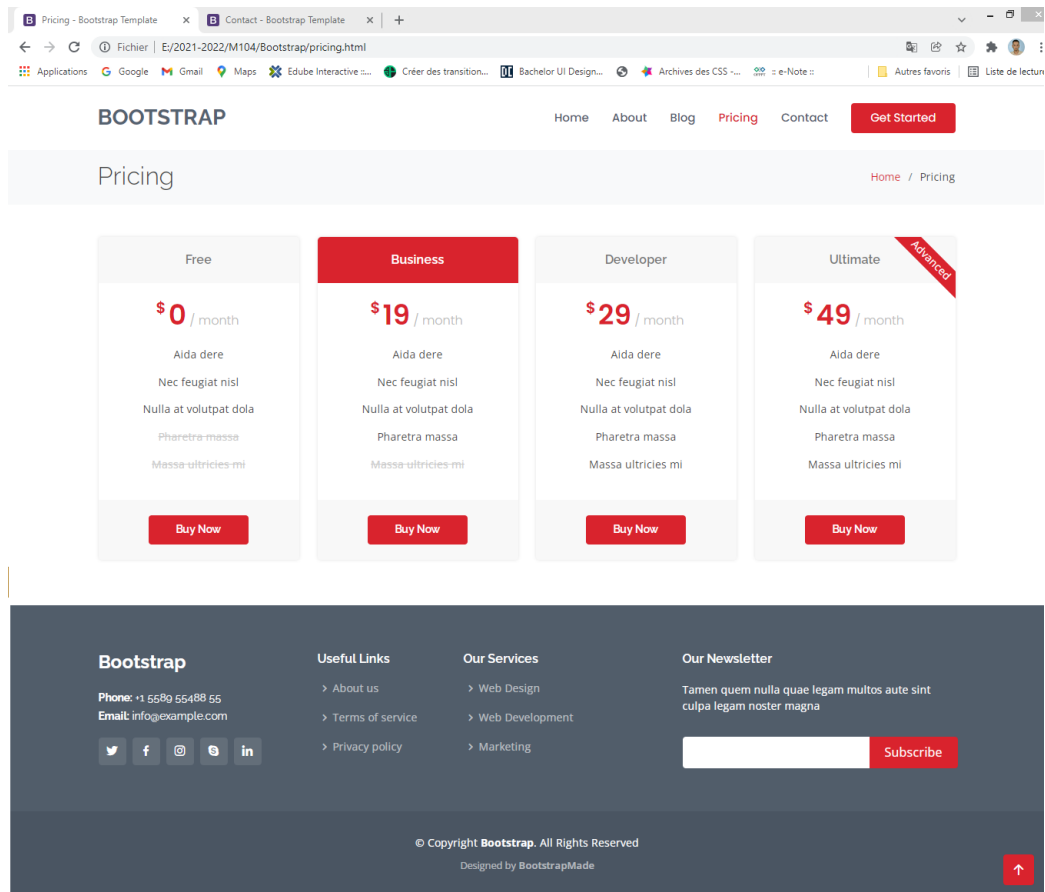 Pricing - Bootstrap Template
Contact - Bootstrap Template
Fichier | E:/2021-2022/M104/Bootstrap/pricing.html
Applications Google Gmail Maps Edube Interactive ::... Créer des transition... Bachelor UI Design... Archives des CSS -... :: e-Note :: Autres favoris Liste de lecture
BOOTSTRAP
Home About Blog Pricing Contact Get Started
Pricing
Home / Pricing
Free
$0 / month
Aida dere
Nec feugiat nisl
Nulla at volutpat dola
Pharetra massa
Massa ultricies mi
Buy Now
Business
$19 / month
Aida dere
Nec feugiat nisl
Nulla at volutpat dola
Pharetra massa
Massa ultricies mi
Buy Now
Developer
$29 / month
Aida dere
Nec feugiat nisl
Nulla at volutpat dola
Pharetra massa
Massa ultricies mi
Buy Now
Ultimate
Advanced
$49 / month
Aida dere
Nec feugiat nisl
Nulla at volutpat dola
Pharetra massa
Massa ultricies mi
Buy Now
Bootstrap
Phone: +1 5589 55488 55
Email: info@example.com
Useful Links
About us
Terms of service
Privacy policy
Our Services
Web Design
Web Development
Marketing
Our Newsletter
Tamen quem nulla quae legam multos aute sint
culpa legam noster magna
Subscribe
© Copyright Bootstrap. All Rights Reserved
Designed by BootstrapMade